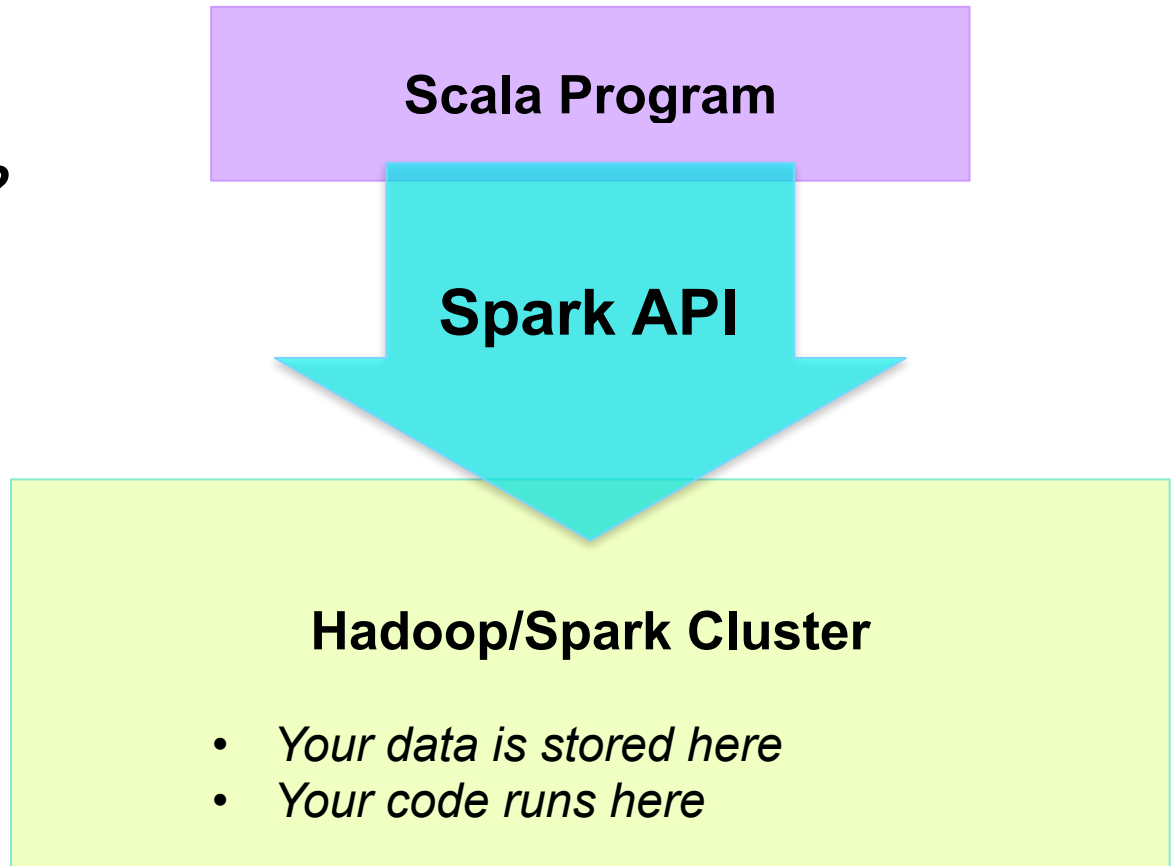 Scala Program
?
Spark API
Hadoop/Spark Cluster
• Your data is stored here
• Your code runs here